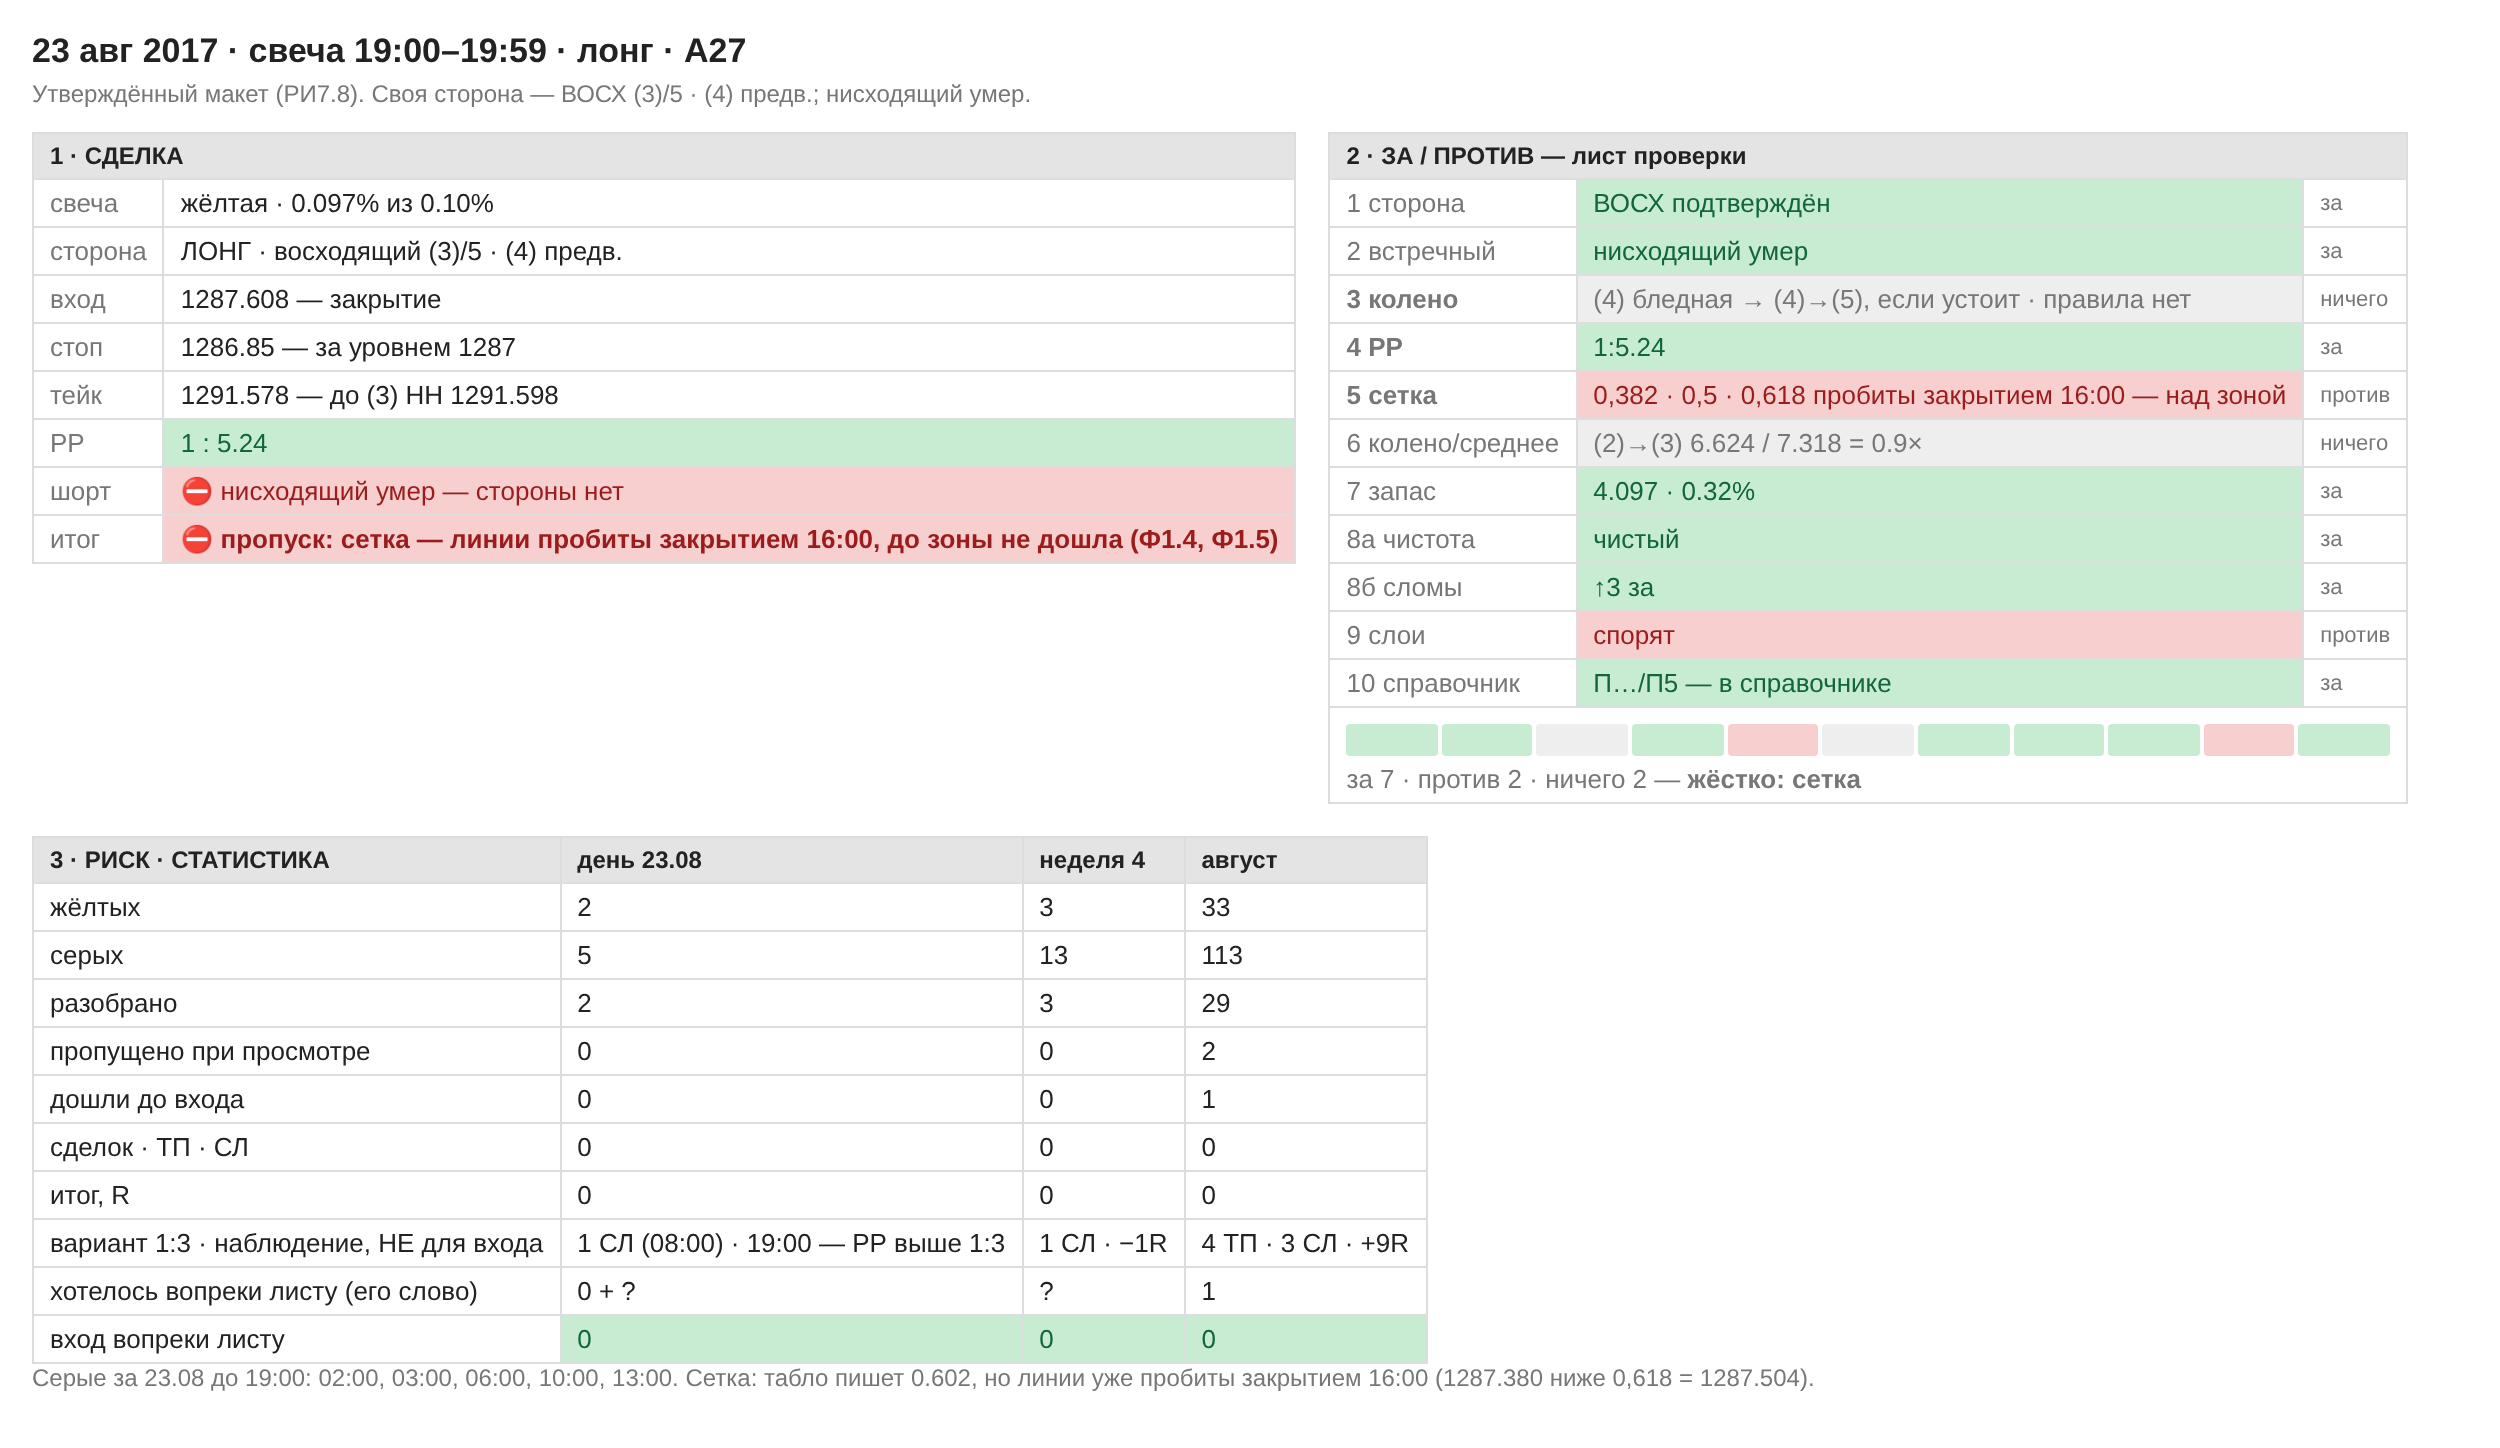 23 авг 2017 · свеча 19:00–19:59 · лонг · А27
Утверждённый макет (РИ7.8). Своя сторона — ВОСХ (3)/5 · (4) предв.; нисходящий умер.
1 · СДЕЛКА
свеча жёлтая · 0.097% из 0.10%
сторона ЛОНГ · восходящий (3)/5 · (4) предв.
вход 1287.608 — закрытие
стоп 1286.85 — за уровнем 1287
тейк 1291.578 — до (3) НН 1291.598
РР 1 : 5.24
шорт ⛔ нисходящий умер — стороны нет
итог ⛔ пропуск: сетка — линии пробиты закрытием 16:00, до зоны не дошла (Ф1.4, Ф1.5)
2 · ЗА / ПРОТИВ — лист проверки
1 сторона ВОСХ подтверждён за
2 встречный нисходящий умер за
3 колено (4) бледная → (4)→(5), если устоит · правила нет ничего
4 РР 1:5.24 за
5 сетка 0,382 · 0,5 · 0,618 пробиты закрытием 16:00 — над зоной против
6 колено/среднее (2)→(3) 6.624 / 7.318 = 0.9× ничего
7 запас 4.097 · 0.32% за
8а чистота чистый за
8б сломы ↑3 за за
9 слои спорят против
10 справочник П…/П5 — в справочнике за
за 7 · против 2 · ничего 2 — жёстко: сетка
3 · РИСК · СТАТИСТИКА день 23.08 неделя 4 август
жёлтых 2 3 33
серых 5 13 113
разобрано 2 3 29
пропущено при просмотре 0 0 2
дошли до входа 0 0 1
сделок · ТП · СЛ 0 0 0
итог, R 0 0 0
вариант 1:3 · наблюдение, НЕ для входа 1 СЛ (08:00) · 19:00 — РР выше 1:3 1 СЛ · −1R 4 ТП · 3 СЛ · +9R
хотелось вопреки листу (его слово) 0 + ? ? 1
вход вопреки листу 0 0 0
Серые за 23.08 до 19:00: 02:00, 03:00, 06:00, 10:00, 13:00. Сетка: табло пишет 0.602, но линии уже пробиты закрытием 16:00 (1287.380 ниже 0,618 = 1287.504).